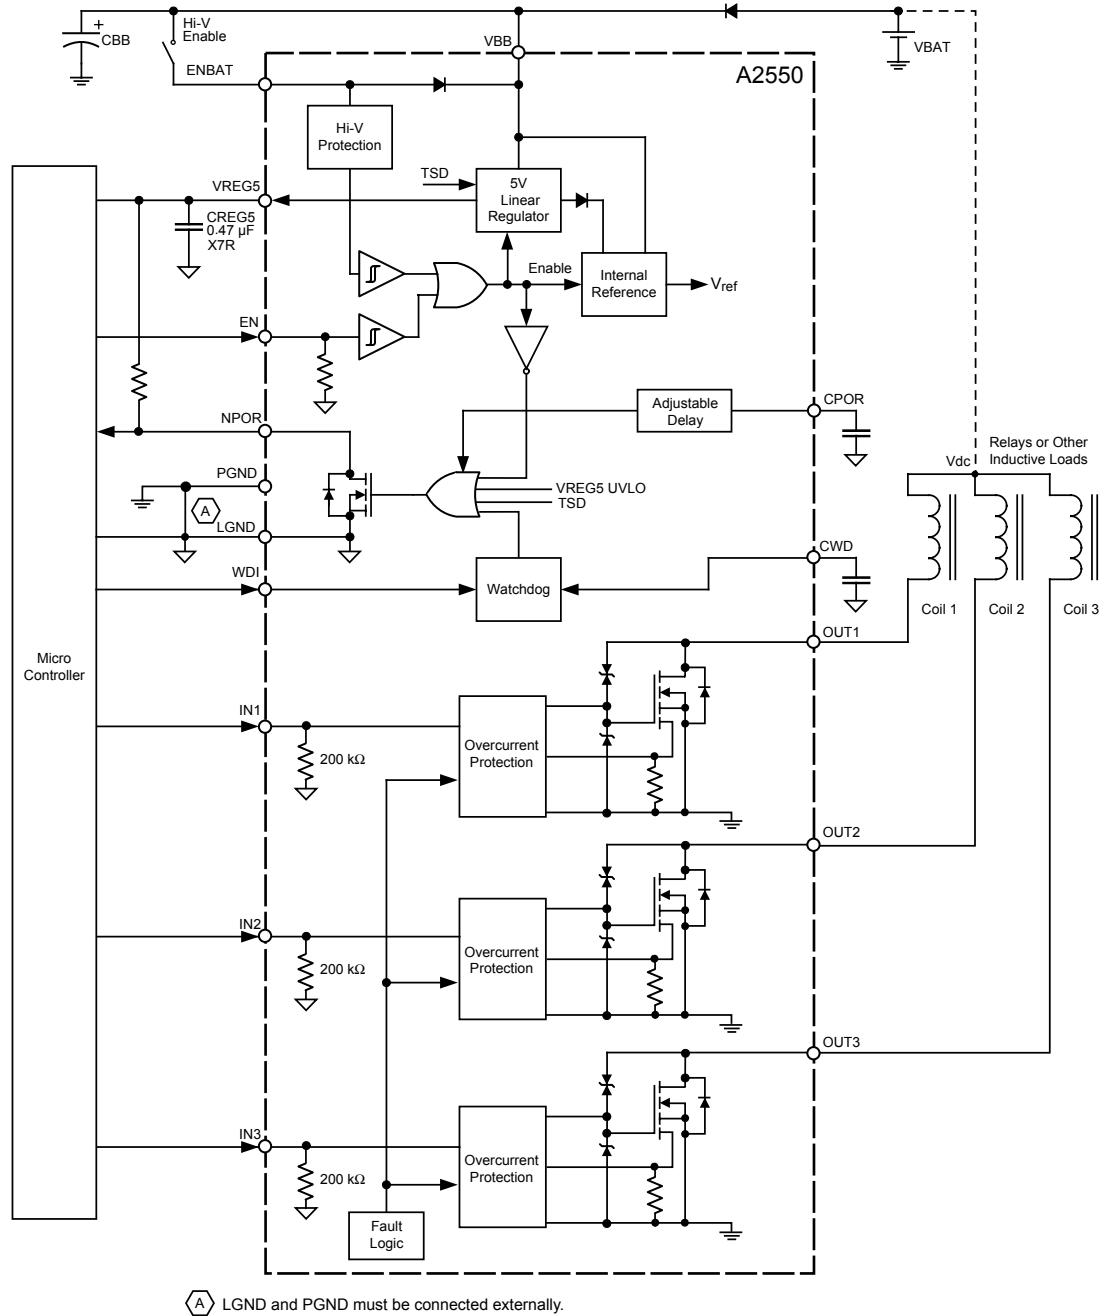 +
CBB
Hi-V
Enable
ENBAT
VBB
VBAT
A2550
Hi-V
Protection
TSD
5V
Linear
Regulator
VREG5
CREG5
0.47 µF
X7R
Enable
Internal
Reference
Vref
EN
Adjustable
Delay
CPOR
NPOR
Vdc
Relays or Other
Inductive Loads
PGND
A
VREG5 UVLO
TSD
LGND
WDI
Watchdog
CWD
Coil 1
Coil 2
Coil 3
OUT1
Micro
Controller
IN1
200 kΩ
Overcurrent
Protection
OUT2
IN2
200 kΩ
Overcurrent
Protection
OUT3
IN3
200 kΩ
Overcurrent
Protection
Fault
Logic
A LGND and PGND must be connected externally.